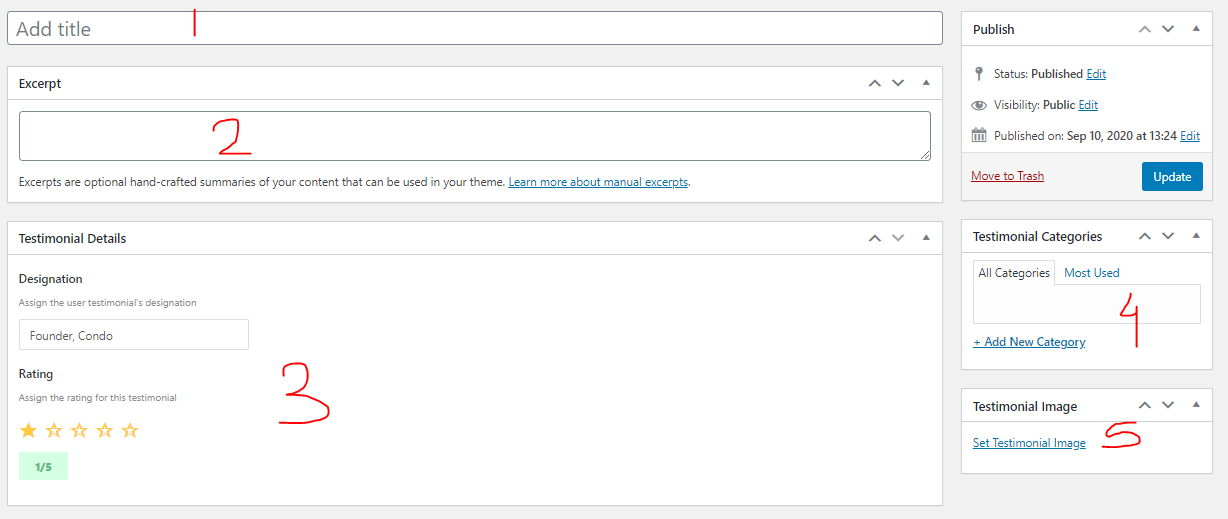 Add title
1
Excerpt
2
Excerpts are optional hand-crafted summaries of your content that can be used in your theme. Learn more about manual excerpts.
Testimonial Details
Designation
Assign the user testimonial's designation
Founder, Condo
Rating
Assign the rating for this testimonial
3
1/5
Publish
Status: Published Edit
Visibility: Public Edit
Published on: Sep 10, 2020 at 13:24 Edit
Move to Trash
Update
Testimonial Categories
All Categories
Most Used
4
+ Add New Category
Testimonial Image
Set Testimonial Image
5